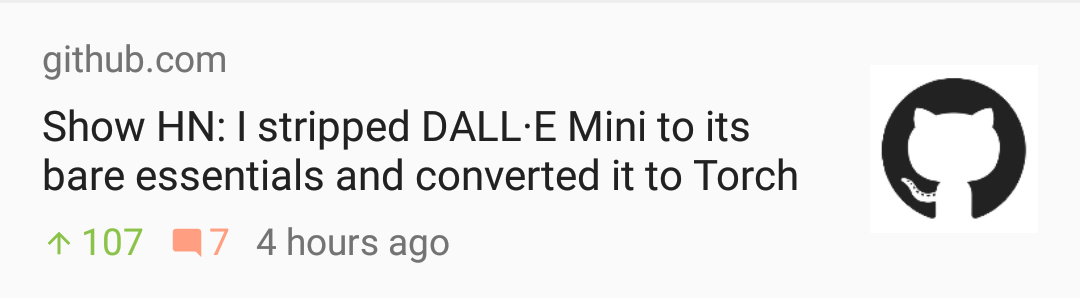 github.com
Show HN: I stripped DALL·E Mini to its
bare essentials and converted it to Torch
107 7 4 hours ago